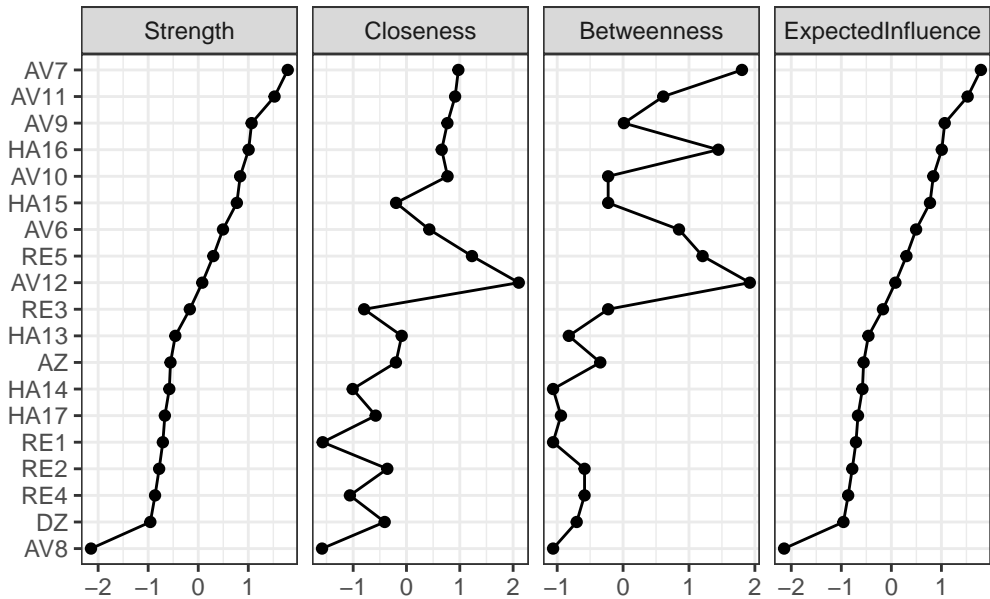 Strength Closeness Betweenness ExpectedInfluence
AV7
AV11
AV9
HA16
AV10
HA15
AV6
RE5
AV12
RE3
HA13
AZ
HA14
HA17
RE1
RE2
RE4
DZ
AV8
−2 −1 0 1 −1 0 1 2 −1 0 1 2 −2 −1 0 1